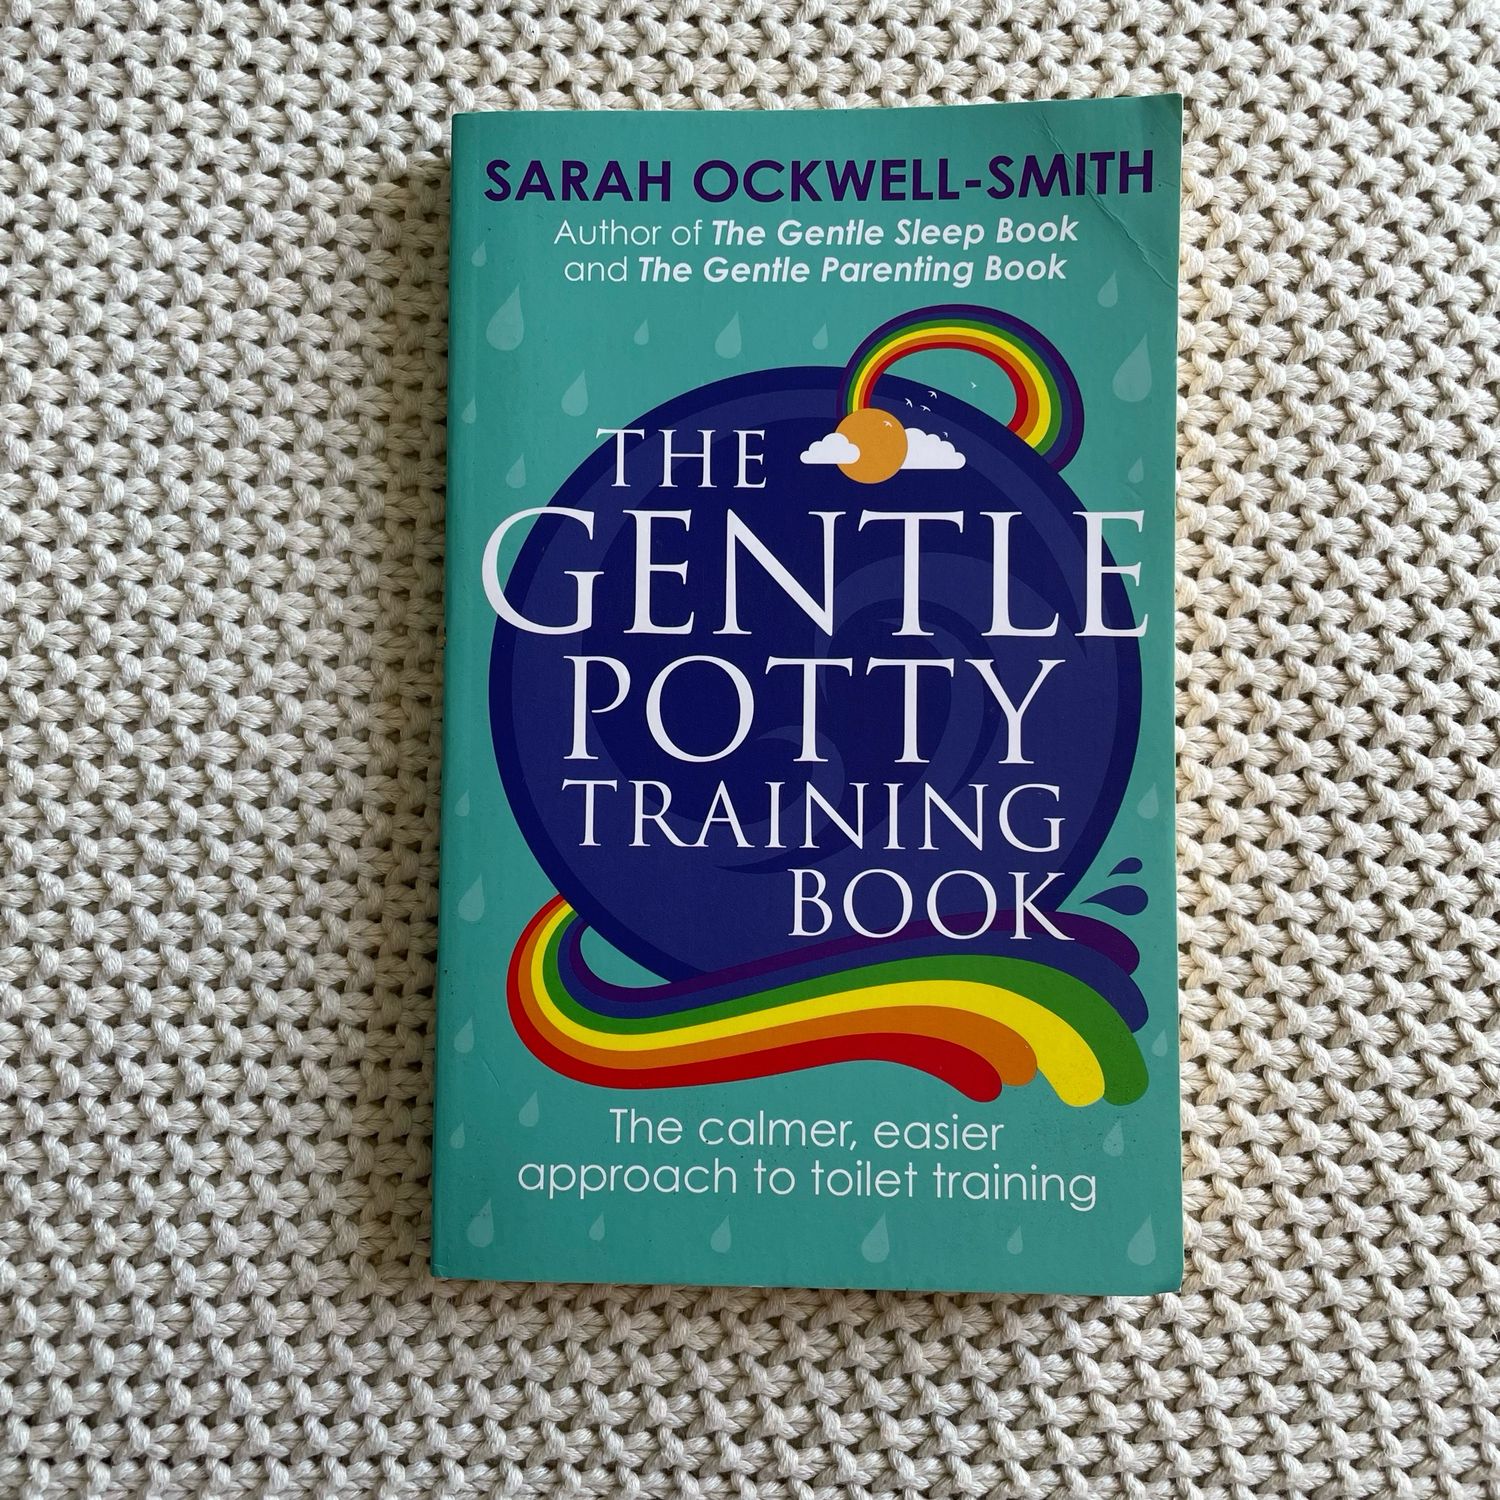 SARAH OCKWELL-SMITH
Author of The Gentle Sleep Book
and The Gentle Parenting Book
THE
GENTLE
POTTY
TRAINING
BOOK
The calmer, easier
approach to toilet training